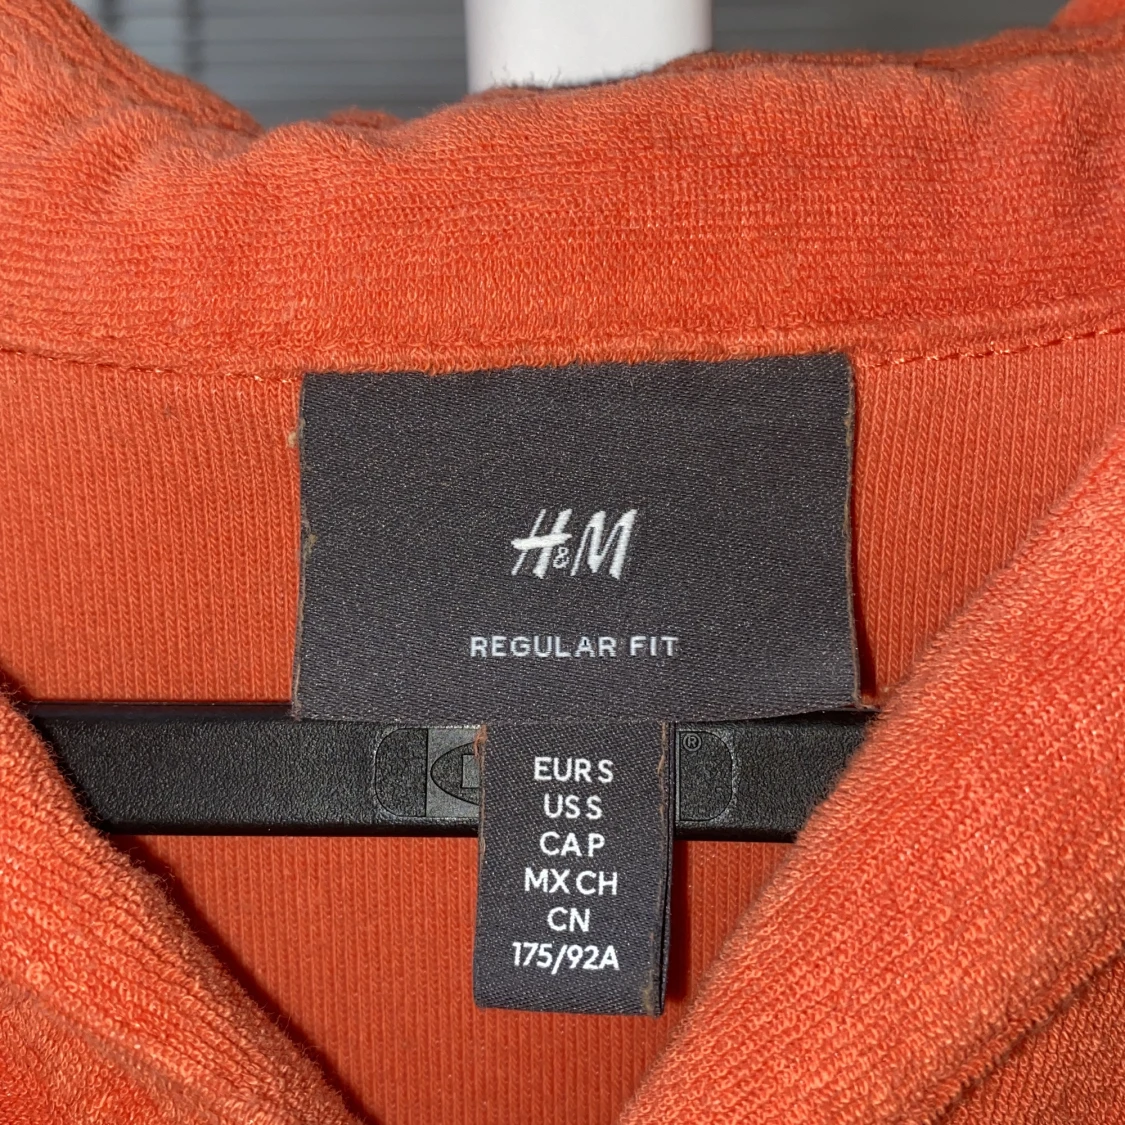 H&M
REGULAR FIT
®
EUR S
US S
CA P
MX CH
CN
175/92A